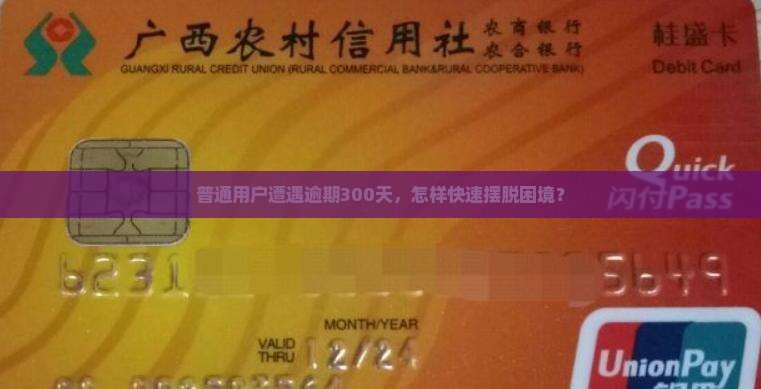 广西农村信用社
农商银行
农合银行
桂盛卡
GUANGXI RURAL CREDIT UNION (RURAL COMMERCIAL BANK&RURAL COOPERATIVE BANK)
Debit Card
Quick
普通用户遭遇逾期300天，怎样快速摆脱困境？
闪付Pass
6231
5649
MONTH/YEAR
VALID
THRU
12/24
UnionPay